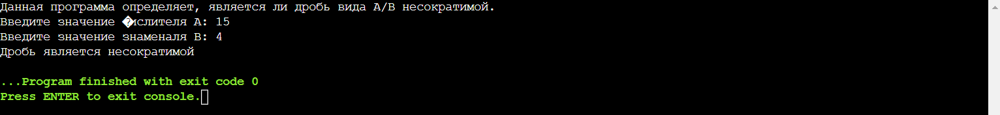 Данная программа определяет, является ли дробь вида A/B несократимой.
Введите значение �ислителя A: 15
Введите значение знаменаля B: 4
Дробь является несократимой
...Program finished with exit code 0
Press ENTER to exit console.